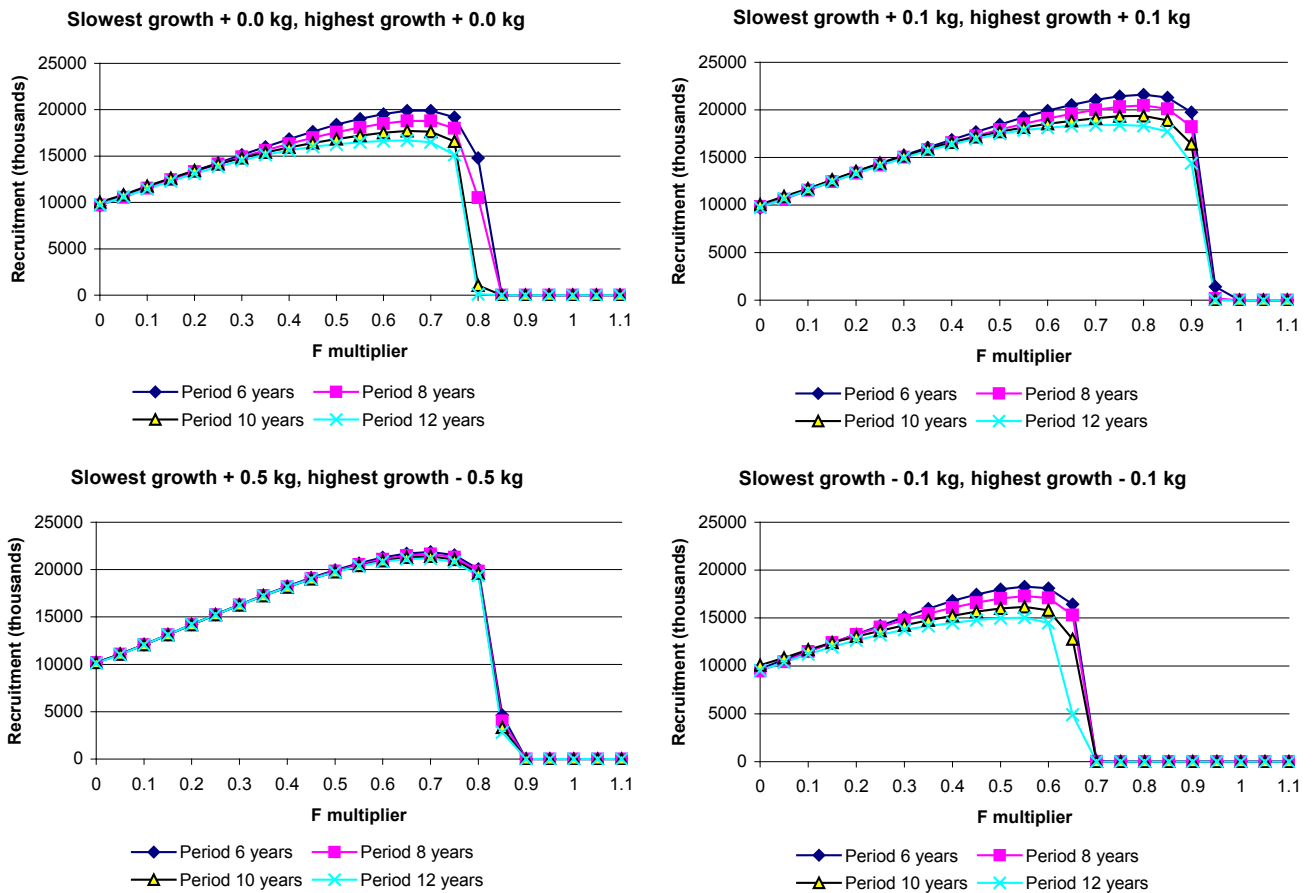 Slowest growth + 0.0 kg, highest growth + 0.0 kg
Recruitment (thousands)
25000
20000
15000
10000
5000
0
0 0.1 0.2 0.3 0.4 0.5 0.6 0.7 0.8 0.9 1 1.1
F multiplier
Period 6 years Period 8 years
Period 10 years Period 12 years
Slowest growth + 0.1 kg, highest growth + 0.1 kg
Recruitment (thousands)
25000
20000
15000
10000
5000
0
0 0.1 0.2 0.3 0.4 0.5 0.6 0.7 0.8 0.9 1 1.1
F multiplier
Period 6 years Period 8 years
Period 10 years Period 12 years
Slowest growth + 0.5 kg, highest growth - 0.5 kg
Recruitment (thousands)
25000
20000
15000
10000
5000
0
0 0.1 0.2 0.3 0.4 0.5 0.6 0.7 0.8 0.9 1 1.1
F multiplier
Period 6 years Period 8 years
Period 10 years Period 12 years
Slowest growth - 0.1 kg, highest growth - 0.1 kg
Recruitment (thousands)
25000
20000
15000
10000
5000
0
0 0.1 0.2 0.3 0.4 0.5 0.6 0.7 0.8 0.9 1 1.1
F multiplier
Period 6 years Period 8 years
Period 10 years Period 12 years